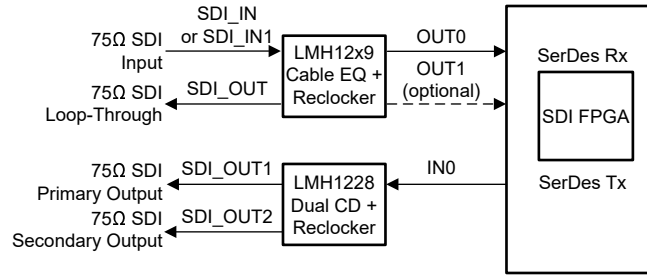 75Ω SDI
Input
SDI_IN
or SDI_IN1
LMH12x9
Cable EQ +
Reclocker
OUT0
OUT1
(optional)
75Ω SDI
Loop-Through
SDI_OUT
SerDes Rx
SDI FPGA
SerDes Tx
75Ω SDI
Primary Output
SDI_OUT1
LMH1228
Dual CD +
Reclocker
IN0
75Ω SDI
Secondary Output
SDI_OUT2